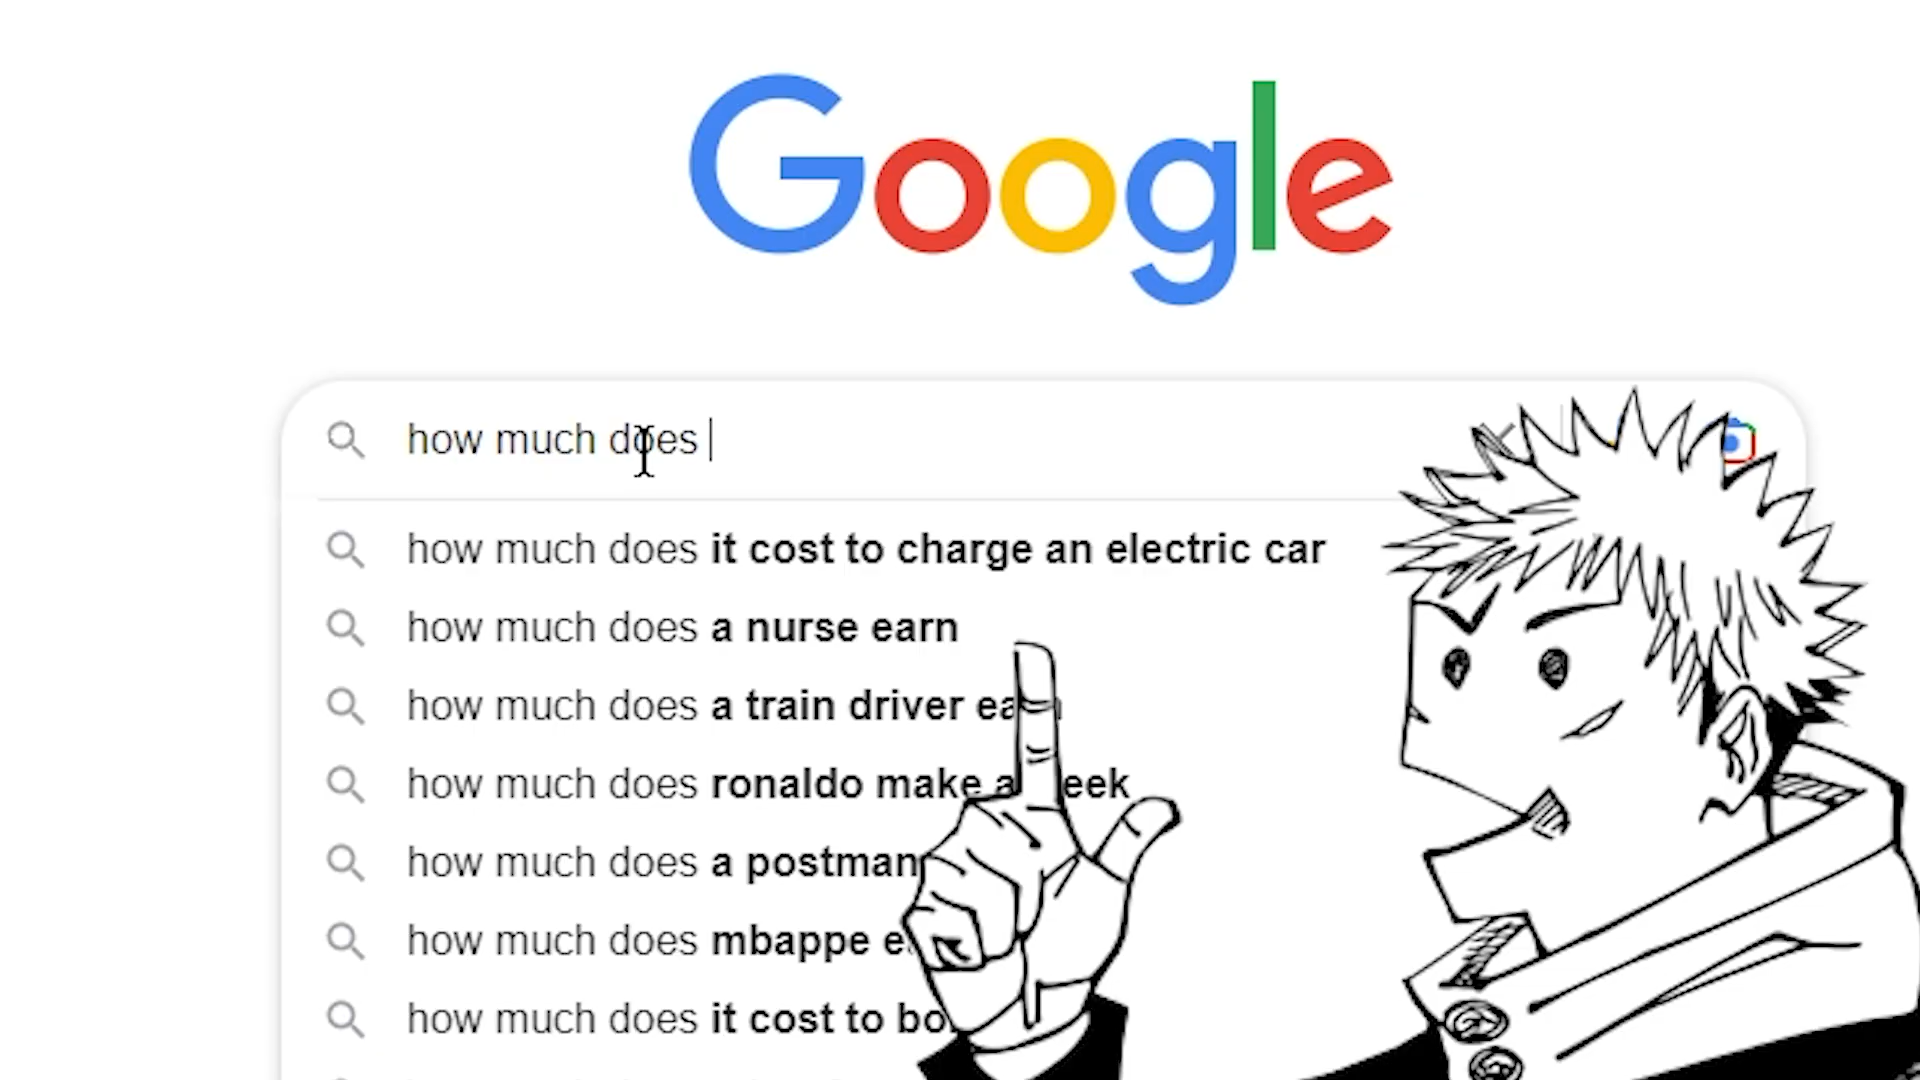 Google
how much does
how much does it cost to charge an electric car
how much does a nurse earn
how much does a train driver
how much does ronaldo make a
how much does a postman
how much does mbappe
how much does it cost to